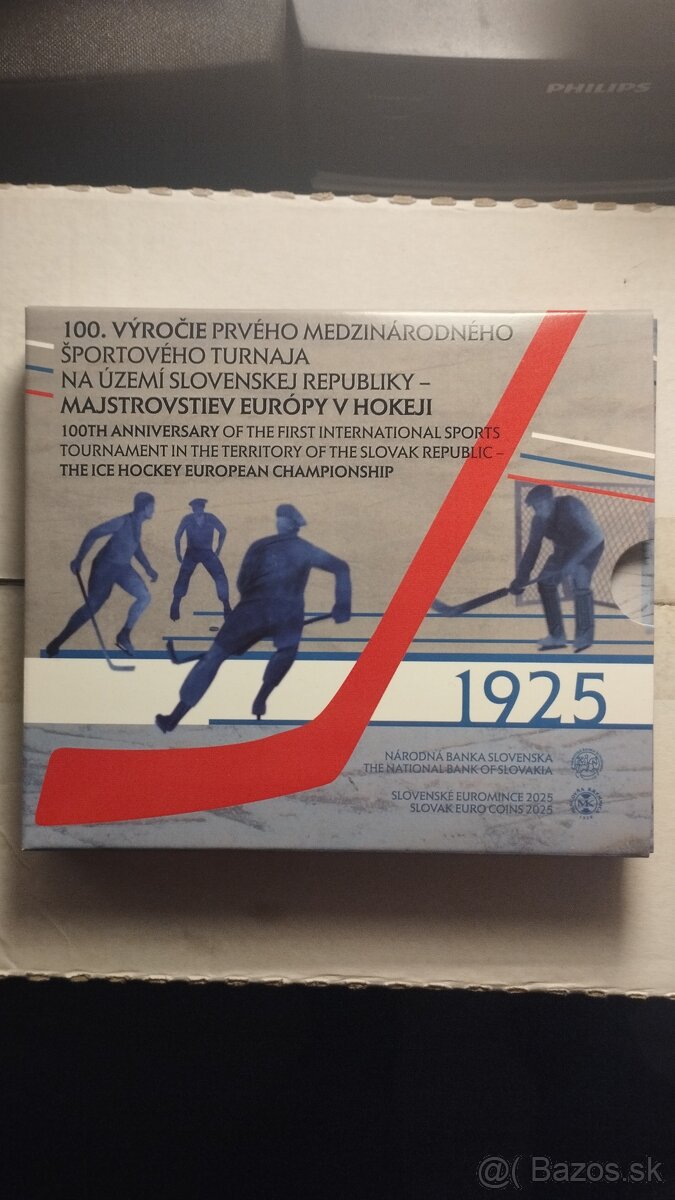 PHILIPS
100. VÝROČIE PRVÉHO MEDZINÁRODNÉHO
ŠPORTOVÉHO TURNAJA
NA ÚZEMÍ SLOVENSKEJ REPUBLIKY –
MAJSTROVSTIEV EURÓPY V HOKEJI
100TH ANNIVERSARY OF THE FIRST INTERNATIONAL SPORTS
TOURNAMENT IN THE TERRITORY OF THE SLOVAK REPUBLIC –
THE ICE HOCKEY EUROPEAN CHAMPIONSHIP
1925
NÁRODNÁ BANKA SLOVENSKA
THE NATIONAL BANK OF SLOVAKIA
SLOVENSKÉ EUROMINCE 2025
SLOVAK EURO COINS 2025
MK
@( Bazos.sk